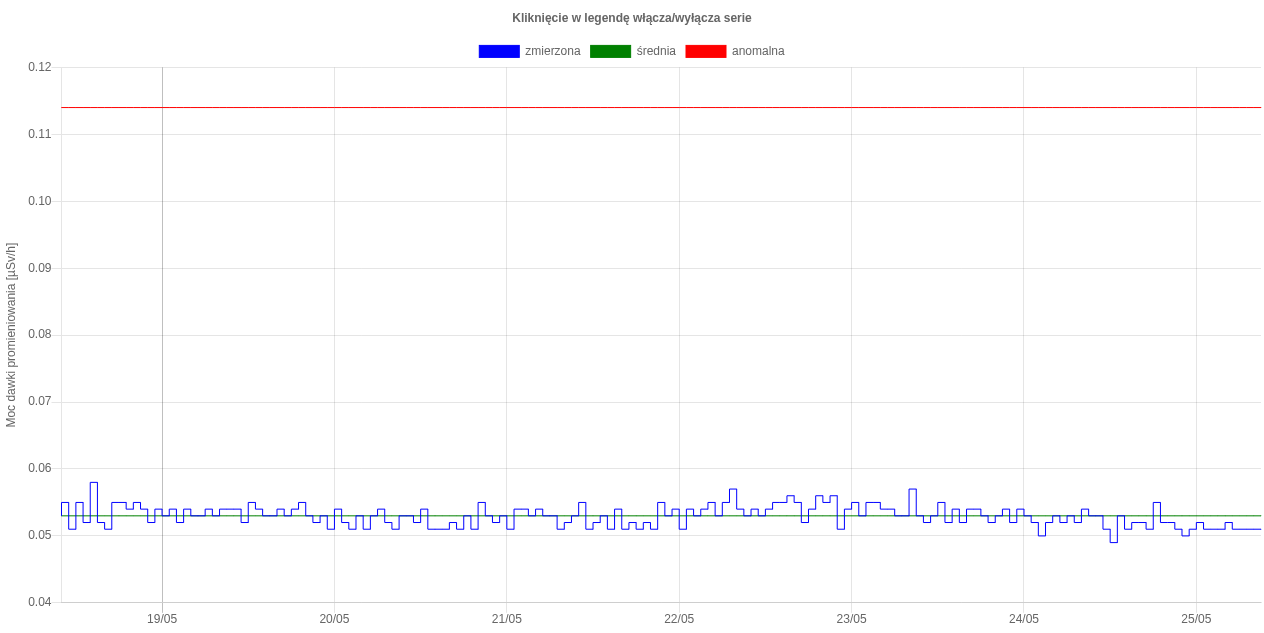 Kliknięcie w legendę włącza/wyłącza serie
zmierzona średnia anomalna
Moc dawki promieniowania [µSv/h]
0.12
0.11
0.10
0.09
0.08
0.07
0.06
0.05
0.04
19/05 20/05 21/05 22/05 23/05 24/05 25/05